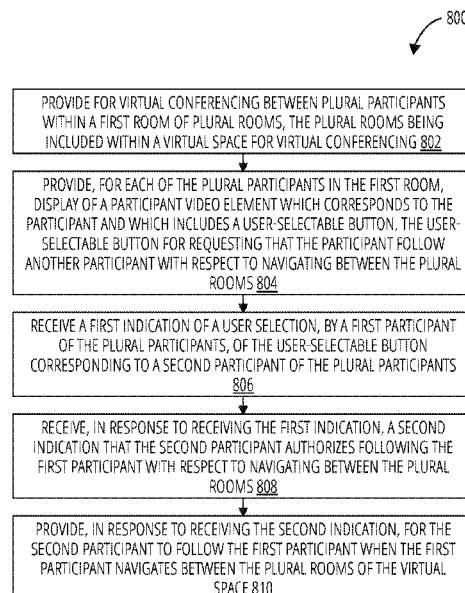 800
PROVIDE FOR VIRTUAL CONFERENCING BETWEEN PLURAL PARTICIPANTS
WITHIN A FIRST ROOM OF PLURAL ROOMS, THE PLURAL ROOMS BEING
INCLUDED WITHIN A VIRTUAL SPACE FOR VIRTUAL CONFERENCING 802
PROVIDE, FOR EACH OF THE PLURAL PARTICIPANTS IN THE FIRST ROOM,
DISPLAY OF A PARTICIPANT VIDEO ELEMENT WHICH CORRESPONDS TO THE
PARTICIPANT AND WHICH INCLUDES A USER-SELECTABLE BUTTON, THE USER-
SELECTABLE BUTTON FOR REQUESTING THAT THE PARTICIPANT FOLLOW
ANOTHER PARTICIPANT WITH RESPECT TO NAVIGATING BETWEEN THE PLURAL
ROOMS 804
RECEIVE A FIRST INDICATION OF A USER SELECTION, BY A FIRST PARTICIPANT
OF THE PLURAL PARTICIPANTS, OF THE USER-SELECTABLE BUTTON
CORRESPONDING TO A SECOND PARTICIPANT OF THE PLURAL PARTICIPANTS
806
RECEIVE, IN RESPONSE TO RECEIVING THE FIRST INDICATION, A SECOND
INDICATION THAT THE SECOND PARTICIPANT AUTHORIZES FOLLOWING THE
FIRST PARTICIPANT WITH RESPECT TO NAVIGATING BETWEEN THE PLURAL
ROOMS 808
PROVIDE, IN RESPONSE TO RECEIVING THE SECOND INDICATION, FOR THE
SECOND PARTICIPANT TO FOLLOW THE FIRST PARTICIPANT WHEN THE FIRST
PARTICIPANT NAVIGATES BETWEEN THE PLURAL ROOMS OF THE VIRTUAL
SPACE 810